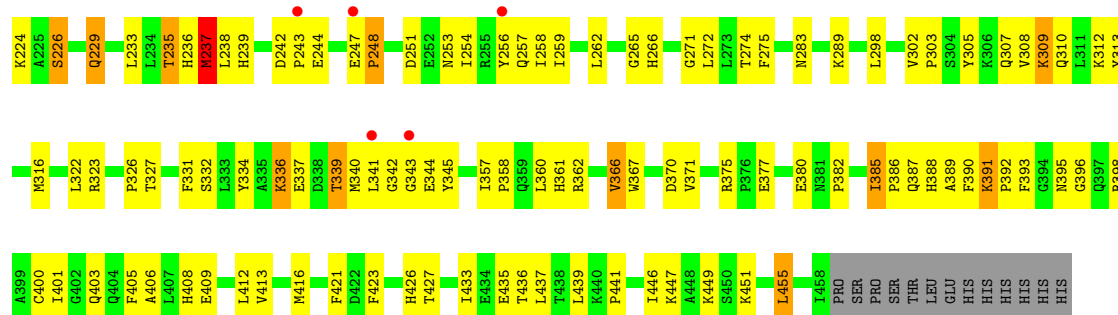 K224 A225 S226 Q229 L233 L234 T235 H236 M237 L238 H239 D242 P243 E244 E247 P248 D251 E252 N253 I254 R255 Y256 Q257 I258 I259 L262 G265 H266 G271 L272 L273 T274 F275 N283 K289 L298 V302 P303 S304 Y305 K306 Q307 V308 K309 Q310 L311 K312 Y313
M316 L322 R323 P326 T327 F331 S332 L333 Y334 A335 K336 E337 D338 T339 M340 L341 G342 G343 E344 Y345 I357 P358 Q359 L360 H361 R362 V366 W367 D370 V371 R375 P376 E377 E380 N381 P382 I385 P386 Q387 H388 A389 F390 K391 P392 F393 G394 N395 G396 Q397 R398
A399 C400 I401 G402 Q403 Q404 F405 A406 L407 H408 E409 L412 V413 M416 F421 D422 F423 H426 T427 I433 E434 E435 T436 L437 T438 L439 K440 P441 I446 K447 A448 K449 S450 K451 L455 I458 PRO SER PRO SER THR LEU GLU HIS HIS HIS HIS HIS HIS